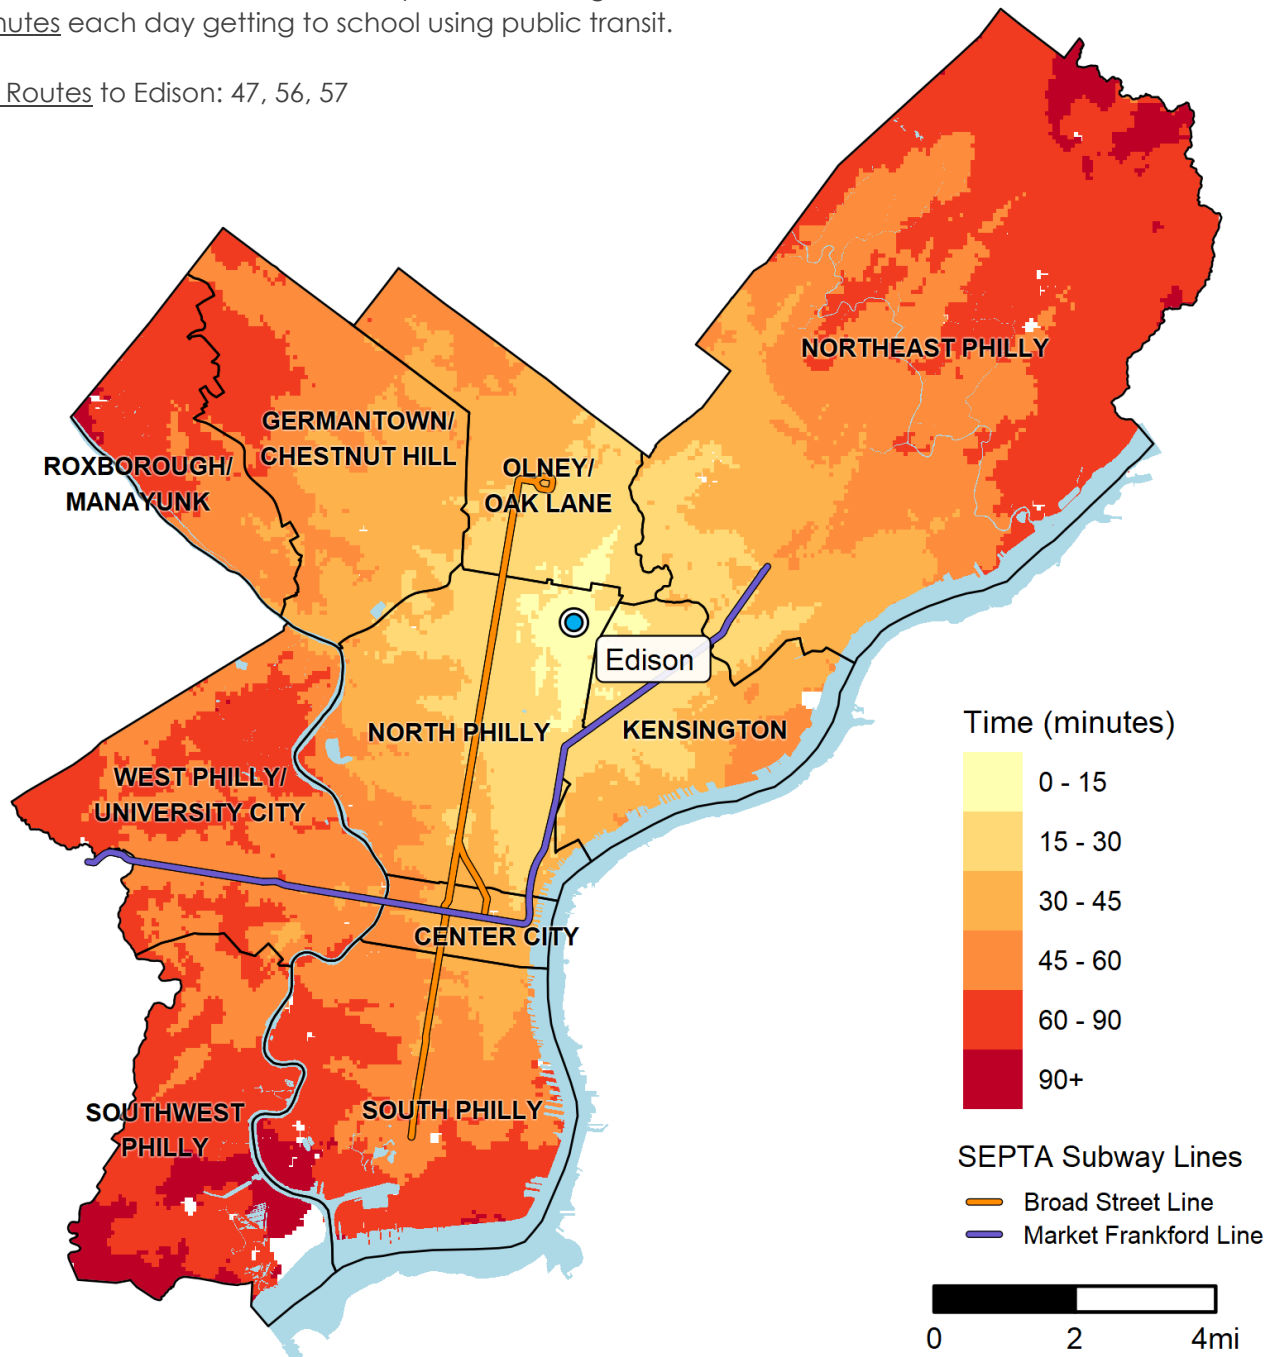 nutes each day getting to school using public transit.
Routes to Edison: 47, 56, 57
NORTHEAST PHILLY
GERMANTOWN/
CHESTNUT HILL
ROXBOROUGH/
MANAYUNK
OLNEY/
OAK LANE
Edison
NORTH PHILLY
KENSINGTON
WEST PHILLY/
UNIVERSITY CITY
CENTER CITY
SOUTHWEST
PHILLY
SOUTH PHILLY
Time (minutes)
0 - 15
15 - 30
30 - 45
45 - 60
60 - 90
90+
SEPTA Subway Lines
Broad Street Line
Market Frankford Line
0 2 4mi